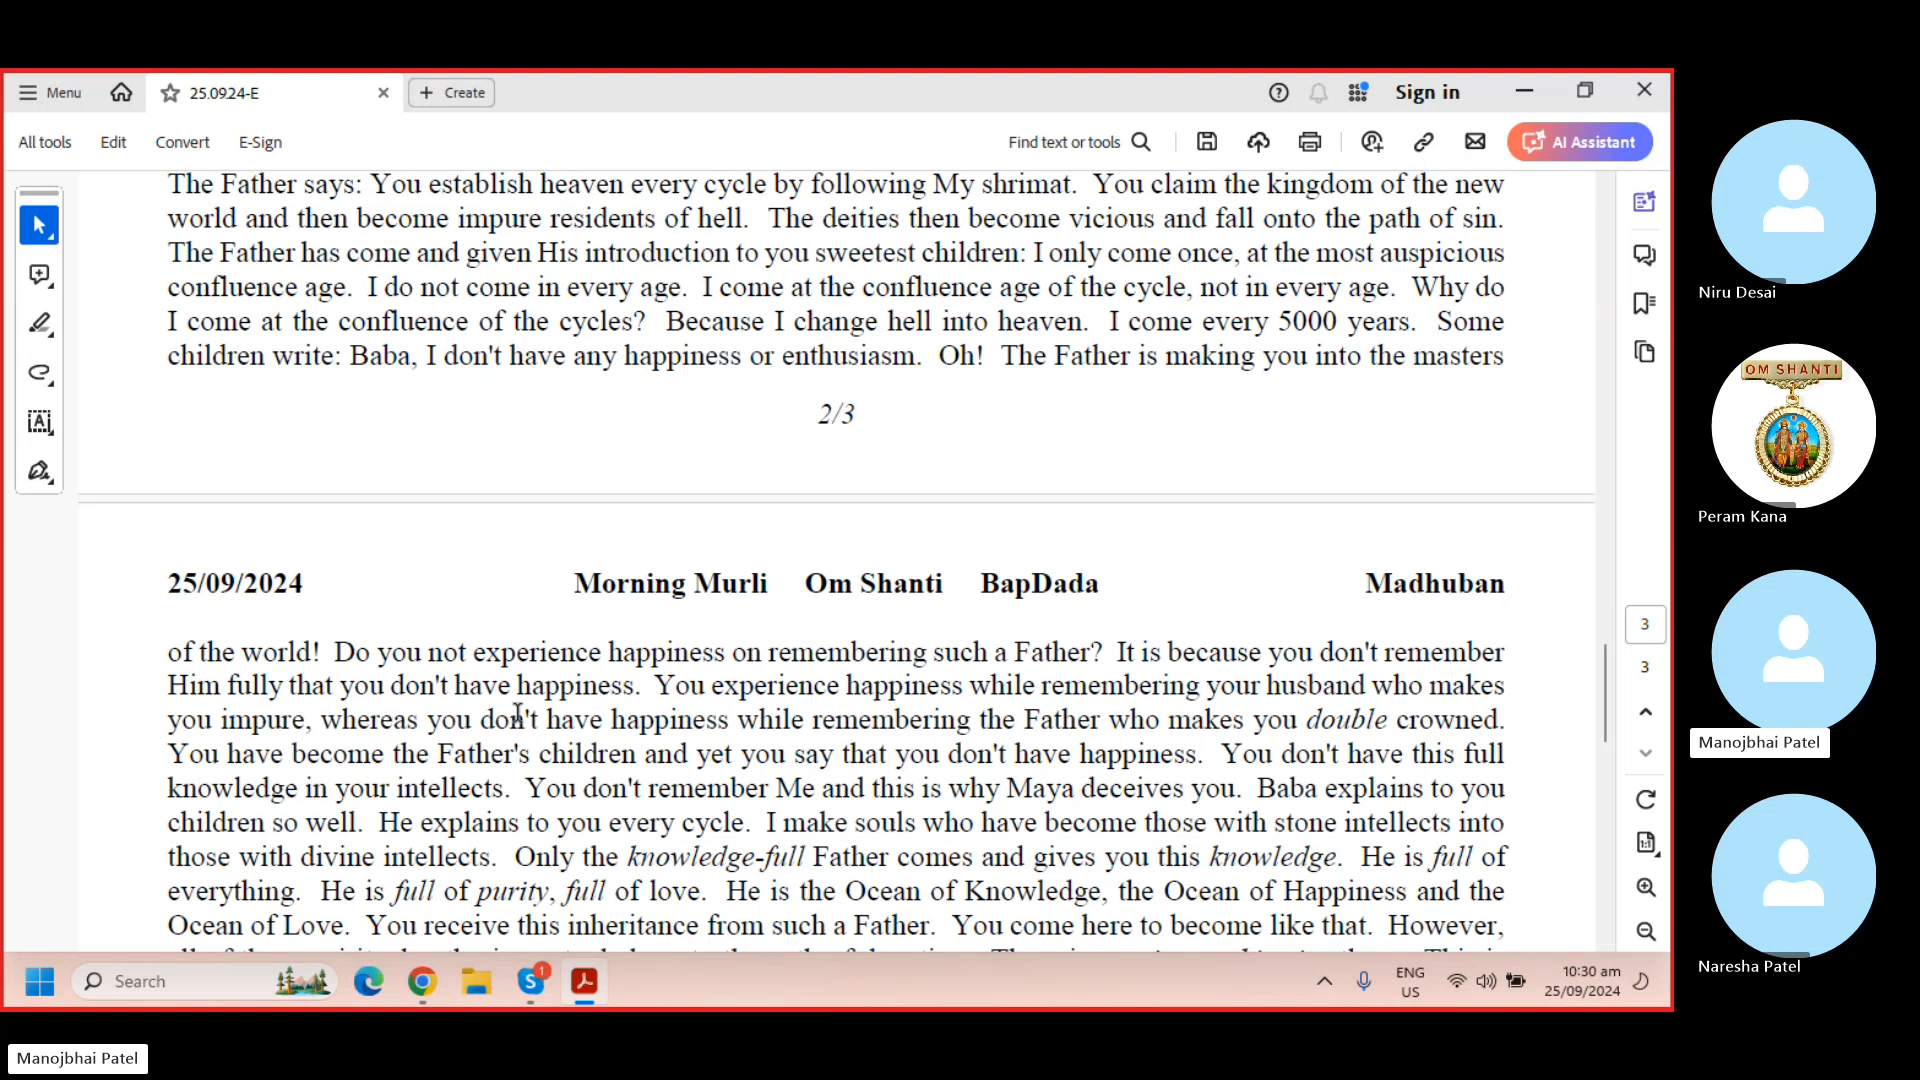 Menu
25.09.24-E
Create
Sign in
All tools
Edit
Convert
E-Sign
Find text or tools
AI Assistant
The Father says: You establish heaven every cycle by following My shrimat. You claim the kingdom of the new
world and then become impure residents of hell. The deities then become vicious and fall onto the path of sin.
The Father has come and given His introduction to you sweetest children: I only come once, at the most auspicious
confluence age. I do not come in every age. I come at the confluence age of the cycle, not in every age. Why do
I come at the confluence of the cycles? Because I change hell into heaven. I come every 5000 years. Some
children write: Baba, I don't have any happiness or enthusiasm. Oh! The Father is making you into the masters
2/3
25/09/2024 Morning Murli Om Shanti BapDada Madhuban
of the world! Do you not experience happiness on remembering such a Father? It is because you don't remember
Him fully that you don't have happiness. You experience happiness while remembering your husband who makes
you impure, whereas you don't have happiness while remembering the Father who makes you double crowned.
You have become the Father's children and yet you say that you don't have happiness. You don't have this full
knowledge in your intellects. You don't remember Me and this is why Maya deceives you. Baba explains to you
children so well. He explains to you every cycle. I make souls who have become those with stone intellects into
those with divine intellects. Only the knowledge-full Father comes and gives you this knowledge. He is full of
everything. He is full of purity, full of love. He is the Ocean of Knowledge, the Ocean of Happiness and the
Ocean of Love. You receive this inheritance from such a Father. You come here to become like that. However,
3
3
Search
1
ENG
US
10:30 am
25/09/2024
Niru Desai
OM SHANTI
Peram Kana
Manojbhai Patel
Naresha Patel
Manojbhai Patel